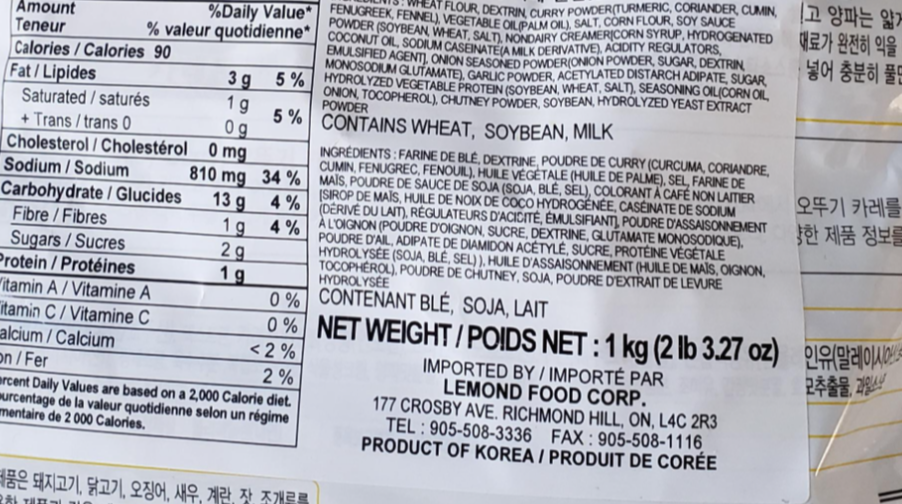 Amount %Daily Value*
Teneur % valeur quotidienne*
Calories / Calories 90
Fat / Lipides 3 g 5 %
Saturated / saturés 1 g
+ Trans / trans 0 0 g 5 %
Cholesterol / Cholestérol 0 mg
Sodium / Sodium 810 mg 34 %
Carbohydrate / Glucides 13 g 4 %
Fibre / Fibres 1 g 4 %
Sugars / Sucres 2 g
Protein / Protéines 1 g
itamin A / Vitamine A 0 %
itamin C / Vitamine C 0 %
alcium / Calcium <2 %
on / Fer 2 %
ercent Daily Values are based on a 2,000 Calorie diet.
urcentage de la valeur quotidienne selon un régime
mentaire de 2 000 Calories.
WHEAT FLOUR, DEXTRIN, CURRY POWDER(TURMERIC, CORIANDER, CUMIN,
FENUGREEK, FENNEL), VEGETABLE OIL(PALM OIL), SALT, CORN FLOUR, SOY SAUCE
POWDER (SOYBEAN, WHEAT, SALT), NONDAIRY CREAMER[CORN SYRUP, HYDROGENATED
COCONUT OIL, SODIUM CASEINATE(A MILK DERIVATIVE), ACIDITY REGULATORS,
EMULSIFIED AGENT], ONION SEASONED POWDER(ONION POWDER, SUGAR, DEXTRIN,
MONOSODIUM GLUTAMATE), GARLIC POWDER, ACETYLATED DISTARCH ADIPATE, SUGAR,
HYDROLYZED VEGETABLE PROTEIN (SOYBEAN, WHEAT, SALT), SEASONING OIL(CORN OIL,
ONION, TOCOPHEROL), CHUTNEY POWDER, SOYBEAN, HYDROLYZED YEAST EXTRACT
POWDER
CONTAINS WHEAT, SOYBEAN, MILK
INGRÉDIENTS : FARINE DE BLÉ, DEXTRINE, POUDRE DE CURRY (CURCUMA, CORIANDRE,
CUMIN, FENUGREC, FENOUIL), HUILE VÉGÉTALE (HUILE DE PALME), SEL, FARINE DE
MAÏS, POUDRE DE SAUCE DE SOJA (SOJA, BLÉ, SEL), COLORANT À CAFÉ NON LAITIER
[SIROP DE MAÏS, HUILE DE NOIX DE COCO HYDROGÉNÉE, CASÉINATE DE SODIUM
(DÉRIVÉ DU LAIT), RÉGULATEURS D'ACIDITÉ, ÉMULSIFIANT], POUDRE D'ASSAISONNEMENT
À L'OIGNON (POUDRE D'OIGNON, SUCRE, DEXTRINE, GLUTAMATE MONOSODIQUE),
POUDRE D'AIL, ADIPATE DE DIAMIDON ACÉTYLÉ, SUCRE, PROTÉINE VÉGÉTALE
HYDROLYSÉE (SOJA, BLÉ, SEL) ), HUILE D'ASSAISONNEMENT (HUILE DE MAÏS, OIGNON,
TOCOPHÉROL), POUDRE DE CHUTNEY, SOJA, POUDRE D'EXTRAIT DE LEVURE
HYDROLYSÉE
CONTENANT BLÉ, SOJA, LAIT
NET WEIGHT / POIDS NET : 1 kg (2 lb 3.27 oz)
IMPORTED BY / IMPORTÉ PAR
LEMOND FOOD CORP.
177 CROSBY AVE. RICHMOND HILL, ON, L4C 2R3
TEL : 905-508-3336 FAX : 905-508-1116
PRODUCT OF KOREA / PRODUIT DE CORÉE
고 양파는 얇게
재료가 완전히 익을
넣어 충분히 풀면
오뚜기 카레를
한 제품 정보를
인유(말레이시아
제품은 돼지고기, 닭고기, 오징어, 새우, 계란, 잣, 조개류를